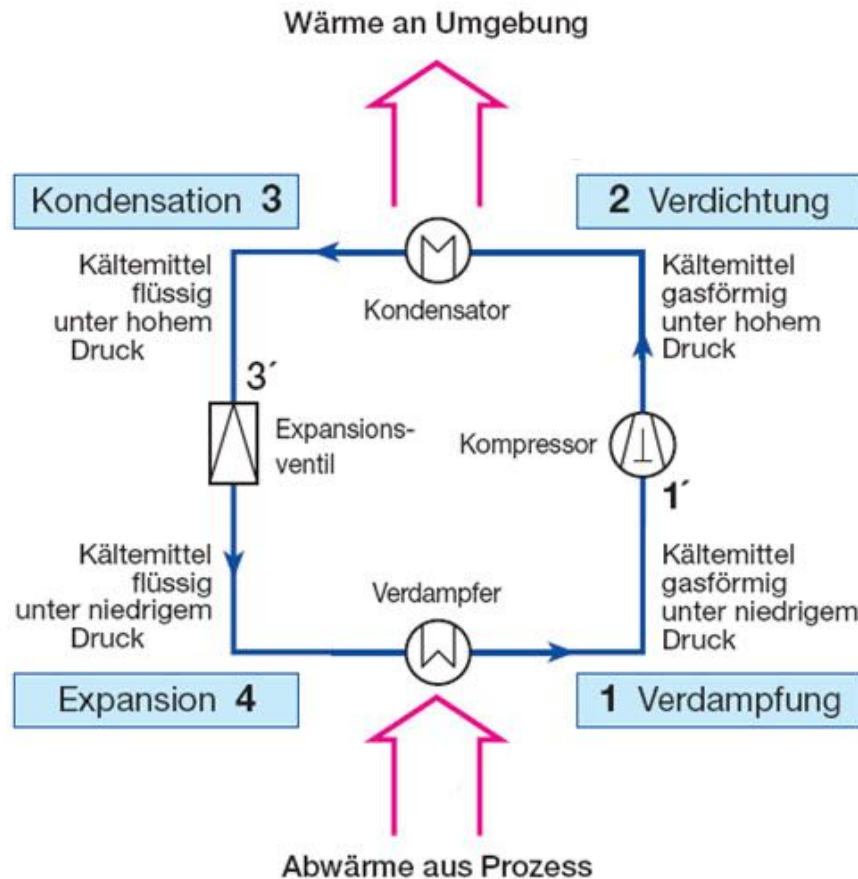 Wärme an Umgebung
Kondensation 3
2 Verdichtung
Kältemittel
flüssig
unter hohem
Druck
Kondensator
Kältemittel
gasförmig
unter hohem
Druck
3´
Expansions-
ventil
Kompressor
1´
Kältemittel
flüssig
unter niedrigem
Druck
Verdampfer
Kältemittel
gasförmig
unter niedrigem
Druck
Expansion 4
1 Verdampfung
Abwärme aus Prozess